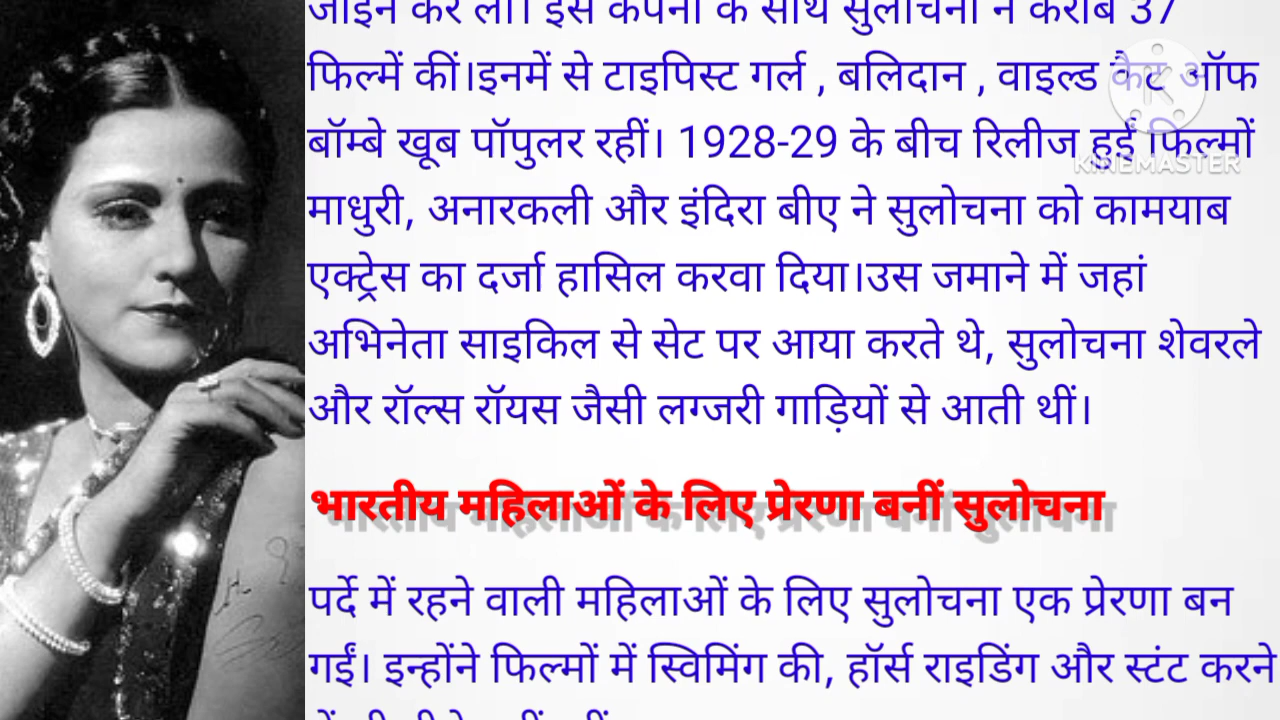 जॉइन कर ली। इस कंपनी के साथ सुलोचना ने करीब 37
फिल्में कीं।इनमें से टाइपिस्ट गर्ल , बलिदान , वाइल्ड कैट ऑफ
बॉम्बे खूब पॉपुलर रहीं। 1928-29 के बीच रिलीज हुईं फिल्मों
माधुरी, अनारकली और इंदिरा बीए ने सुलोचना को कामयाब
एक्ट्रेस का दर्जा हासिल करवा दिया।उस जमाने में जहां
अभिनेता साइकिल से सेट पर आया करते थे, सुलोचना शेवरले
और रॉल्स रॉयस जैसी लग्जरी गाड़ियों से आती थीं।
भारतीय महिलाओं के लिए प्रेरणा बनीं सुलोचना
पर्दे में रहने वाली महिलाओं के लिए सुलोचना एक प्रेरणा बन
गईं। इन्होंने फिल्मों में स्विमिंग की, हॉर्स राइडिंग और स्टंट करने
K
KINEMASTER